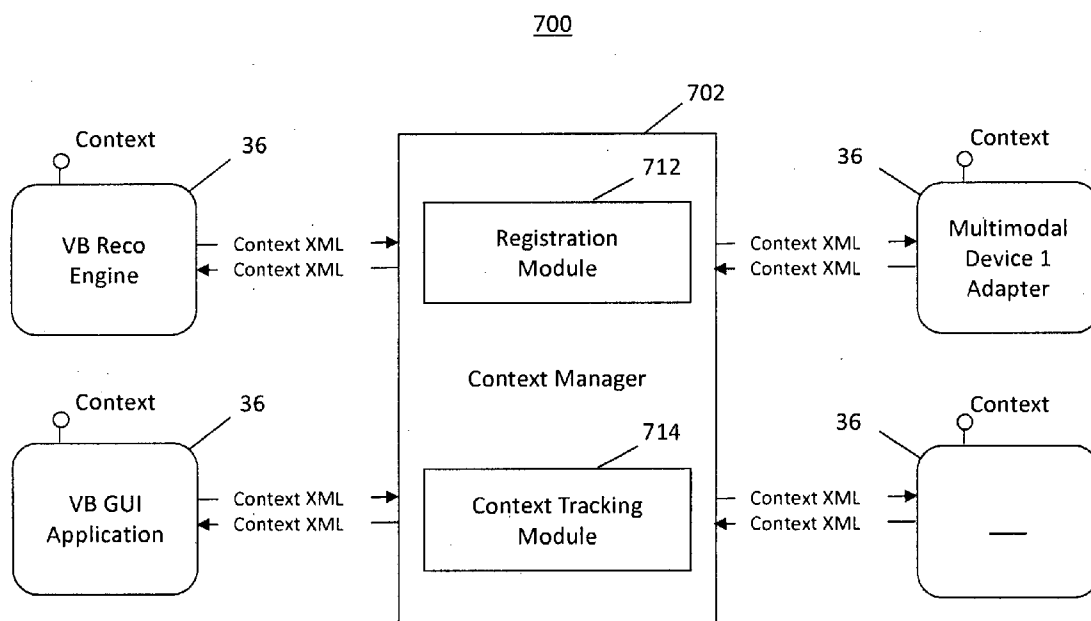 700
702
Context
36
VB Reco
Engine
Context XML
Context XML
712
Registration
Module
Context XML
Context XML
Context
36
Multimodal
Device 1
Adapter
Context Manager
Context
36
VB GUI
Application
Context XML
Context XML
714
Context Tracking
Module
Context XML
Context XML
Context
36